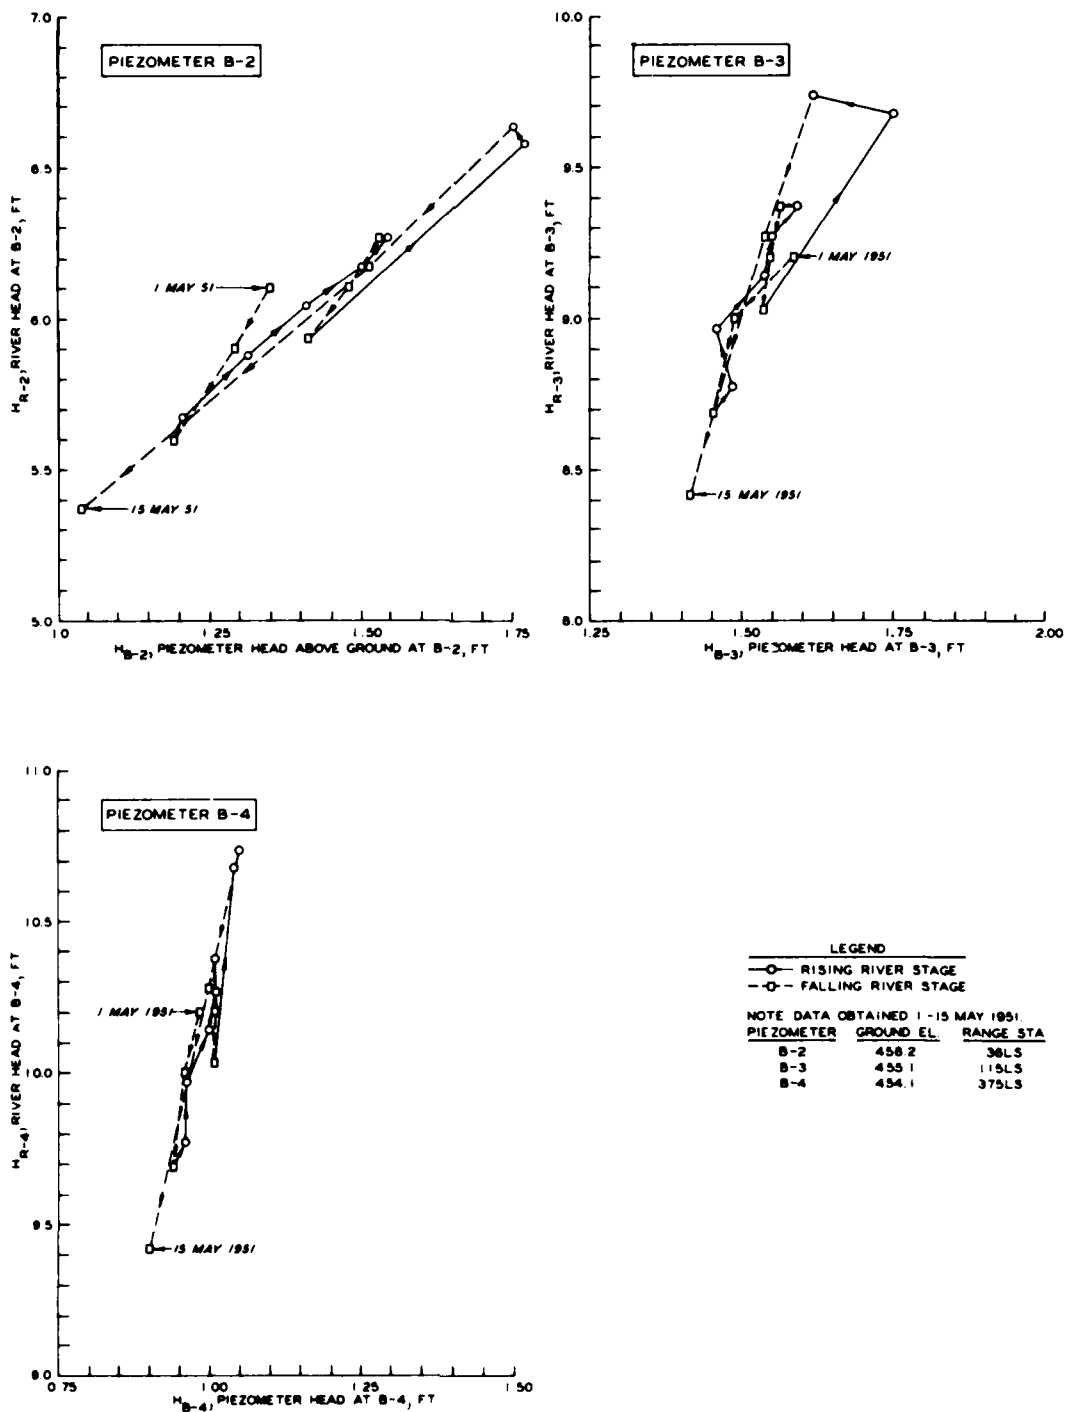 PIEZOMETER B-2
7.0
6.5
6.0
5.5
5.0
H R-2, RIVER HEAD AT B-2, FT
1 MAY 51
15 MAY 51
1.0 1.25 1.50 1.75
H B-2, PIEZOMETER HEAD ABOVE GROUND AT B-2, FT
PIEZOMETER B-3
10.0
9.5
9.0
8.5
8.0
H R-3, RIVER HEAD AT B-3, FT
1 MAY 1951
15 MAY 1951
1.25 1.50 1.75 2.00
H B-3, PIEZOMETER HEAD AT B-3, FT
PIEZOMETER B-4
11.0
10.5
10.0
9.5
9.0
H R-4, RIVER HEAD AT B-4, FT
1 MAY 1951
15 MAY 1951
0.75 1.00 1.25 1.50
H B-4, PIEZOMETER HEAD AT B-4, FT
LEGEND
RISING RIVER STAGE
FALLING RIVER STAGE
NOTE DATA OBTAINED 1-15 MAY 1951.
PIEZOMETER GROUND EL. RANGE STA
B-2 458.2 36LS
B-3 455.1 115LS
B-4 454.1 375LS